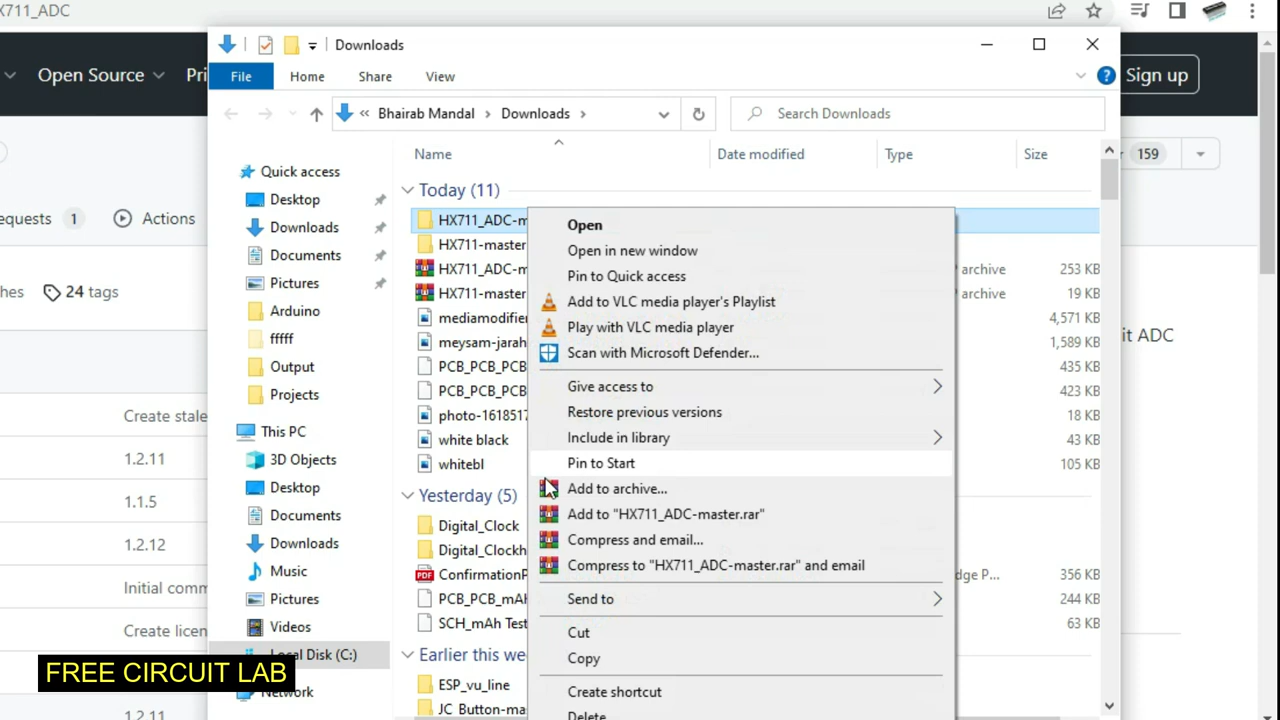 X711_ADC
Open Source
Pri
Sign up
159
equests 1
Actions
hes
24 tags
it ADC
Create stale
1.2.11
1.1.5
1.2.12
Initial comm
Create licen
1.2.11
Downloads
File
Home
Share
View
« Bhairab Mandal › Downloads ›
Search Downloads
Name
Date modified
Type
Size
Quick access
Desktop
Downloads
Documents
Pictures
Arduino
fffff
Output
Projects
This PC
3D Objects
Desktop
Documents
Downloads
Music
Pictures
Videos
Local Disk (C:)
Network
Today (11)
HX711_ADC-m
HX711-master
HX711_ADC-m archive 253 KB
HX711-master archive 19 KB
mediamodifier 4,571 KB
meysam-jarah 1,589 KB
PCB_PCB_PCB 435 KB
PCB_PCB_PCB 423 KB
photo-1618517 18 KB
white black 43 KB
whitebl 105 KB
Yesterday (5)
Digital_Clock
Digital_Clockh
ConfirmationP dge P... 356 KB
PCB_PCB_mAh 244 KB
SCH_mAh Test 63 KB
Earlier this we
ESP_vu_line
JC_Button-mas
Open
Open in new window
Pin to Quick access
Add to VLC media player's Playlist
Play with VLC media player
Scan with Microsoft Defender...
Give access to
Restore previous versions
Include in library
Pin to Start
Add to archive...
Add to "HX711_ADC-master.rar"
Compress and email...
Compress to "HX711_ADC-master.rar" and email
Send to
Cut
Copy
Create shortcut
Delete
FREE CIRCUIT LAB